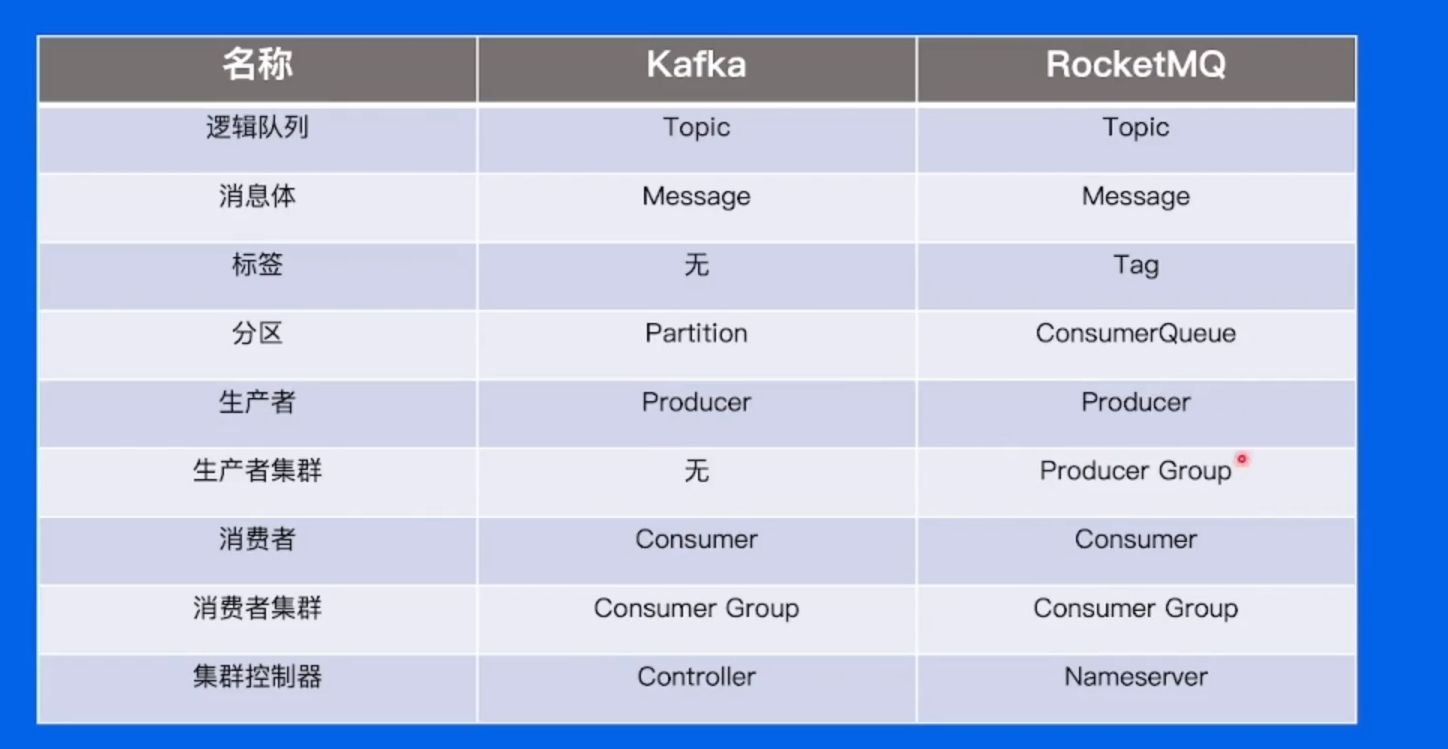 名称 Kafka RocketMQ
逻辑队列 Topic Topic
消息体 Message Message
标签 无 Tag
分区 Partition ConsumerQueue
生产者 Producer Producer
生产者集群 无 Producer Group
消费者 Consumer Consumer
消费者集群 Consumer Group Consumer Group
集群控制器 Controller Nameserver